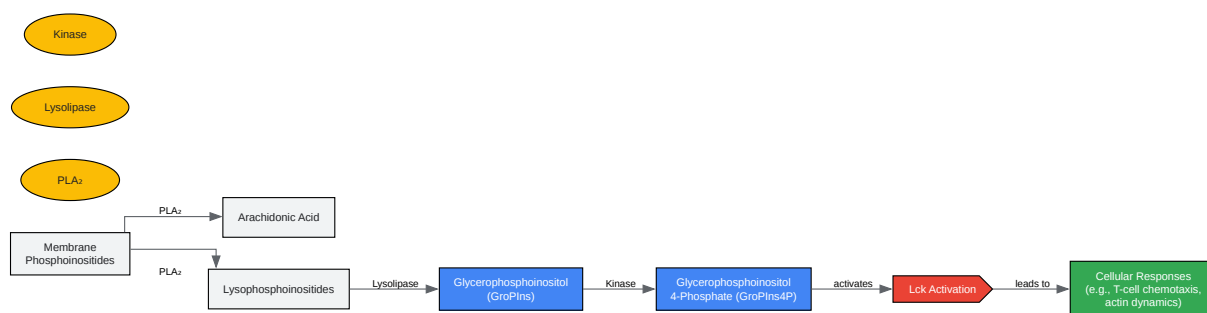 Kinase
Lysolipase
PLA₂
PLA₂
Arachidonic Acid
Membrane
Phosphoinositides
PLA₂
Lysophosphoinositides
Lysolipase
Glycerophosphoinositol
(GroPIns)
Kinase
Glycerophosphoinositol
4-Phosphate (GroPIns4P)
activates
Lck Activation
leads to
Cellular Responses
(e.g., T-cell chemotaxis,
actin dynamics)